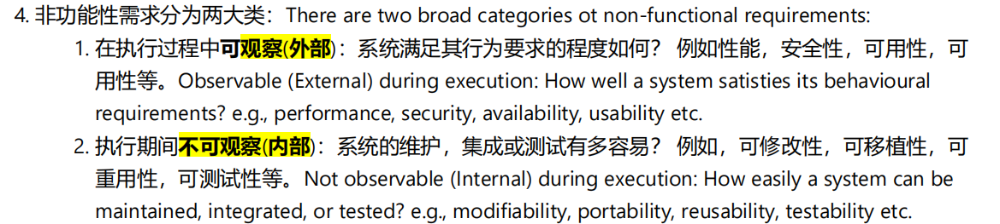 4. 非功能性需求分为两大类：There are two broad categories ot non-functional requirements:
1. 在执行过程中可观察(外部)：系统满足其行为要求的程度如何？ 例如性能，安全性，可用性，可
用性等。Observable (External) during execution: How well a system satisties its behavioural
requirements? e.g., performance, security, availability, usability etc.
2. 执行期间不可观察(内部)：系统的维护，集成或测试有多容易？ 例如，可修改性，可移植性，可
重用性，可测试性等。Not observable (Internal) during execution: How easily a system can be
maintained, integrated, or tested? e.g., modifiability, portability, reusability, testability etc.